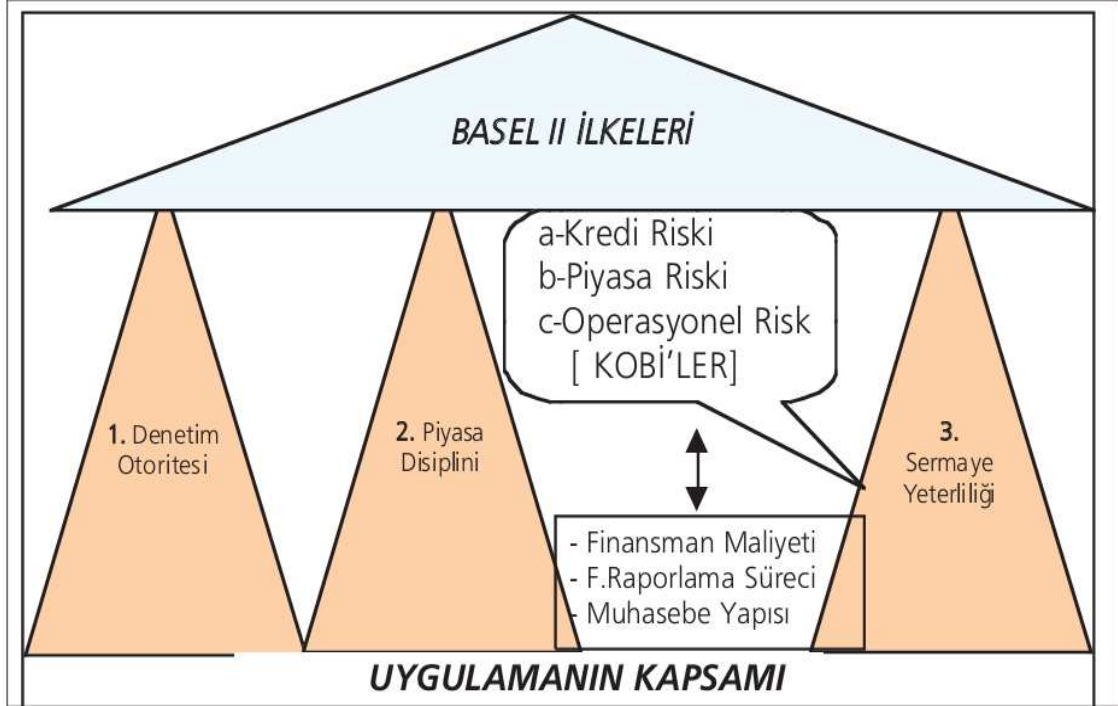 BASEL II İLKELERİ
a-Kredi Riski
b-Piyasa Riski
c-Operasyonel Risk
[ KOBİ'LER]
1. Denetim
Otoritesi
2. Piyasa
Disiplini
3.
Sermaye
Yeterliliği
- Finansman Maliyeti
- F.Raporlama Süreci
- Muhasebe Yapısı
UYGULAMANIN KAPSAMI